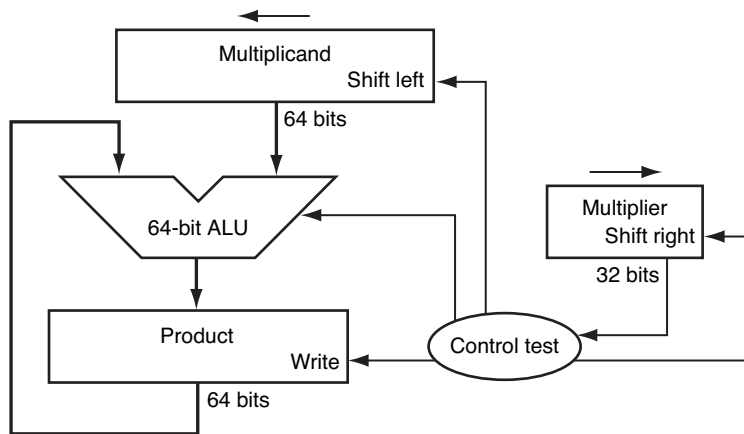 Multiplicand
Shift left
64 bits
64-bit ALU
Multiplier
Shift right
32 bits
Product
Write
Control test
64 bits